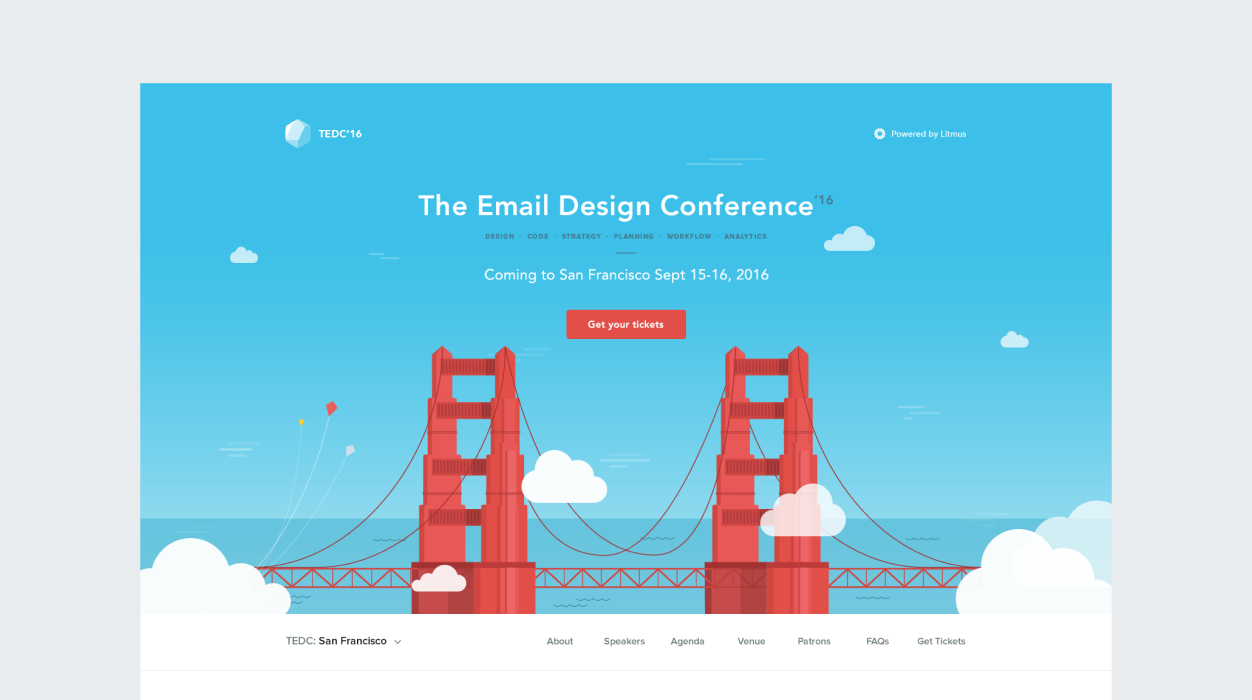 TEDC'16
Powered by Litmus
The Email Design Conference'16
DESIGN · CODE · STRATEGY · PLANNING · WORKFLOW · ANALYTICS
Coming to San Francisco Sept 15-16, 2016
Get your tickets
TEDC: San Francisco
About Speakers Agenda Venue Patrons FAQs Get Tickets